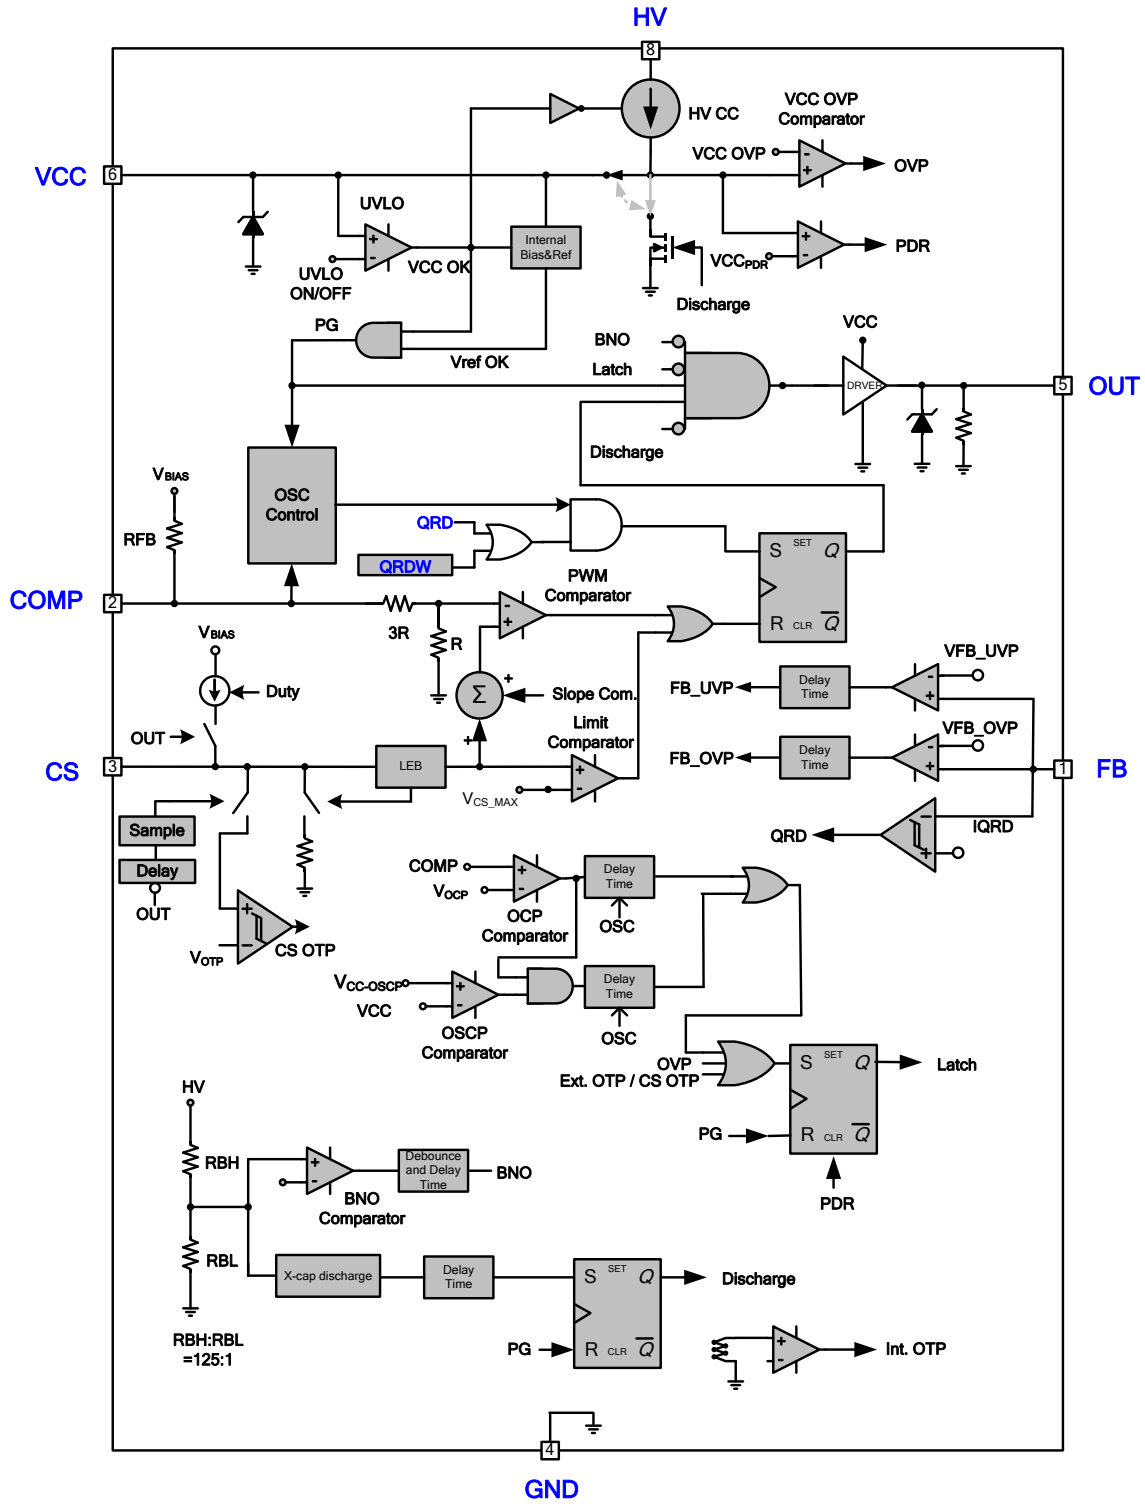 HV
8
HV CC
VCC OVP
Comparator
VCC OVP
-
+
OVP
VCC
6
UVLO
+
-
UVLO
ON/OFF
VCC OK
Internal
Bias&Ref
+
-
VCCPDR
PDR
Discharge
PG
Vref OK
BNO
Latch
Discharge
VCC
DRVER
5
OUT
VBIAS
RFB
OSC
Control
QRD
QRDW
S
SET
Q
R
CLR
Q
COMP
2
3R
R
PWM
Comparator
-
+
VBIAS
Duty
OUT
+
Σ
Slope Com.
+
Limit
Comparator
FB_UVP
Delay
Time
-
+
VFB_UVP
FB_OVP
Delay
Time
-
+
VFB_OVP
CS
3
LEB
+
-
VCS_MAX
1
FB
Sample
Delay
OUT
QRD
IQRD
−
+
COMP
VOCP
+
-
OCP
Comparator
Delay
Time
OSC
+
−
VOTP
CS OTP
VCC-OSCP
VCC
+
-
OSCP
Comparator
Delay
Time
OSC
OVP
Ext. OTP / CS OTP
S
SET
Q
Latch
PG
R
CLR
Q
PDR
HV
RBH
+
-
BNO
Comparator
Debounce
and Delay
Time
BNO
RBL
X-cap discharge
Delay
Time
S
SET
Q
Discharge
RBH:RBL
=125:1
PG
R
CLR
Q
+
-
Int. OTP
4
GND